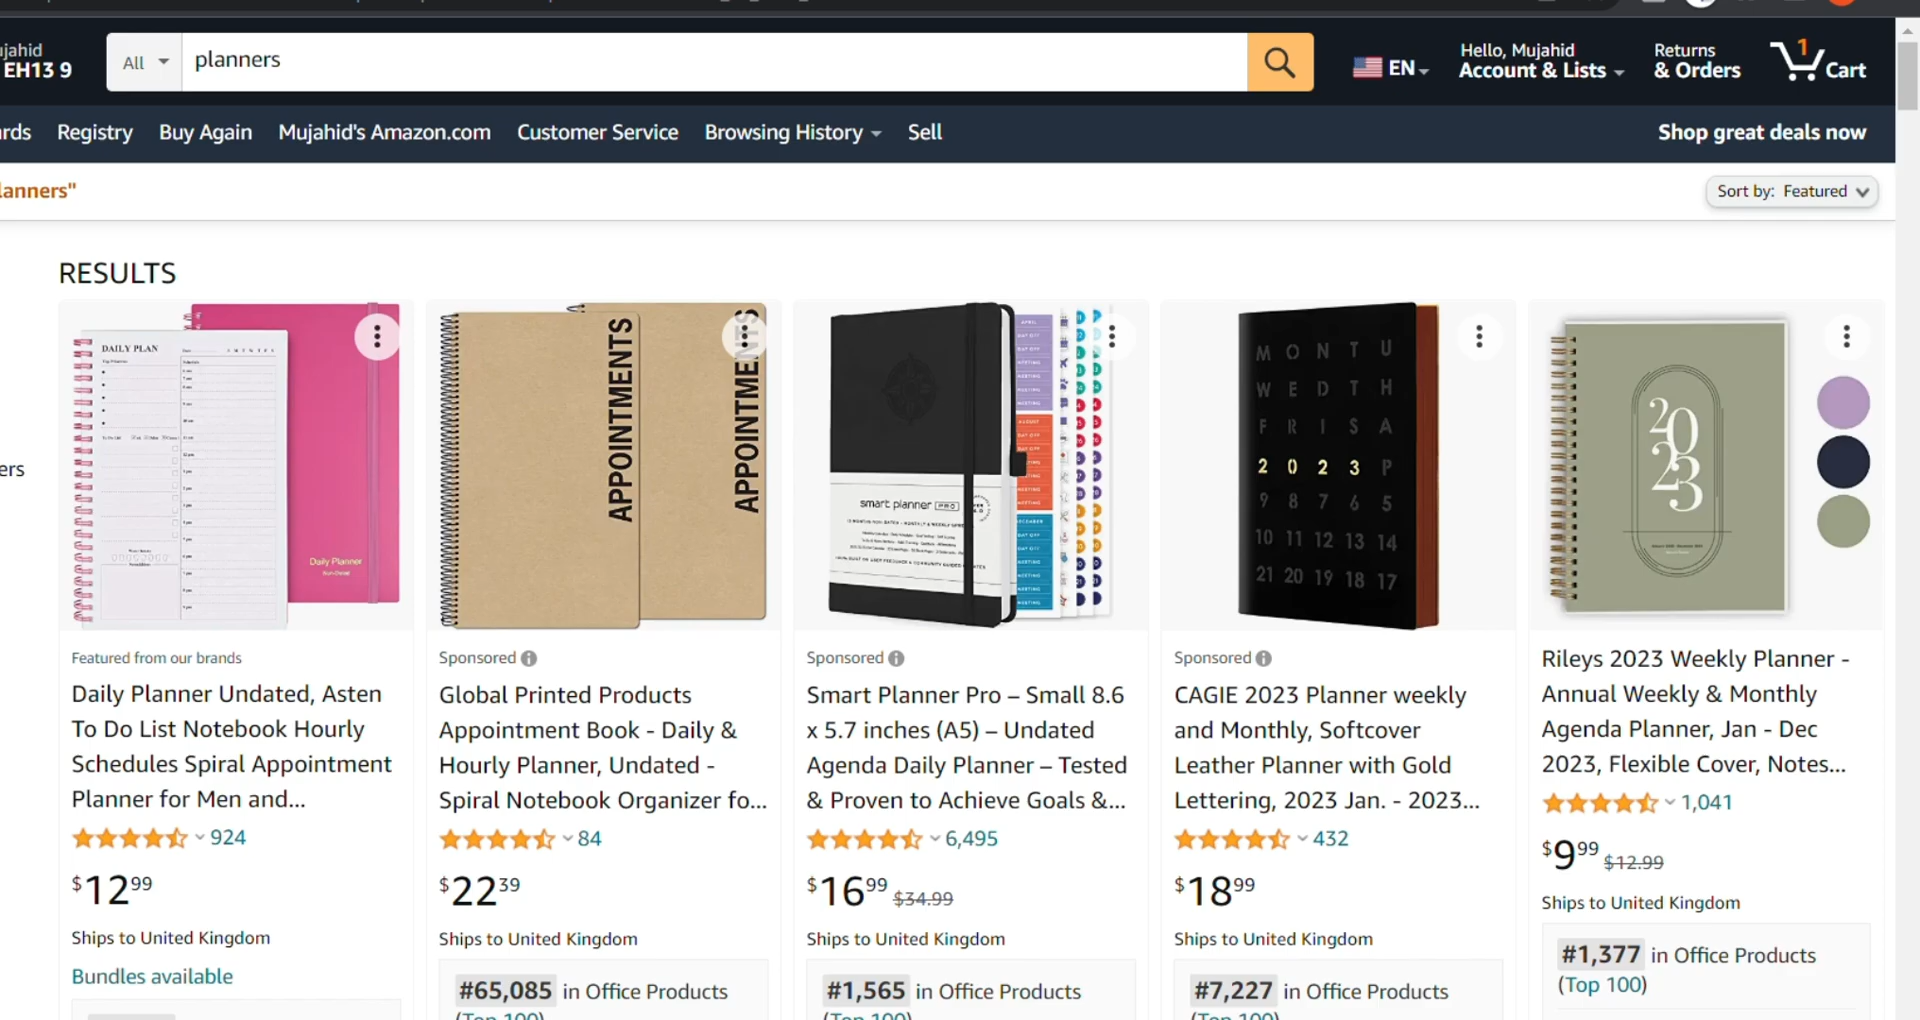 ujahid
EH13 9
All
planners
EN
Hello, Mujahid
Account & Lists
Returns
& Orders
1
Cart
rds
Registry
Buy Again
Mujahid's Amazon.com
Customer Service
Browsing History
Sell
Shop great deals now
lanners"
Sort by: Featured
RESULTS
ers
DAILY PLAN
Daily Planner
APPOINTMENTS
APPOINTMENTS
smart planner PRO
M O N T U
W E D T H
F R I S A
2 0 2 3 P
9 8 7 6 5
10 11 12 13 14
21 20 19 18 17
20
23
Featured from our brands
Daily Planner Undated, Asten
To Do List Notebook Hourly
Schedules Spiral Appointment
Planner for Men and...
924
$12.99
Ships to United Kingdom
Bundles available
Sponsored
Global Printed Products
Appointment Book - Daily &
Hourly Planner, Undated -
Spiral Notebook Organizer fo...
84
$22.39
Ships to United Kingdom
#65,085 in Office Products
(Top 100)
Sponsored
Smart Planner Pro – Small 8.6
x 5.7 inches (A5) – Undated
Agenda Daily Planner – Tested
& Proven to Achieve Goals &...
6,495
$16.99 $34.99
Ships to United Kingdom
#1,565 in Office Products
(Top 100)
Sponsored
CAGIE 2023 Planner weekly
and Monthly, Softcover
Leather Planner with Gold
Lettering, 2023 Jan. - 2023...
432
$18.99
Ships to United Kingdom
#7,227 in Office Products
(Top 100)
Rileys 2023 Weekly Planner -
Annual Weekly & Monthly
Agenda Planner, Jan - Dec
2023, Flexible Cover, Notes...
1,041
$9.99 $12.99
Ships to United Kingdom
#1,377 in Office Products
(Top 100)